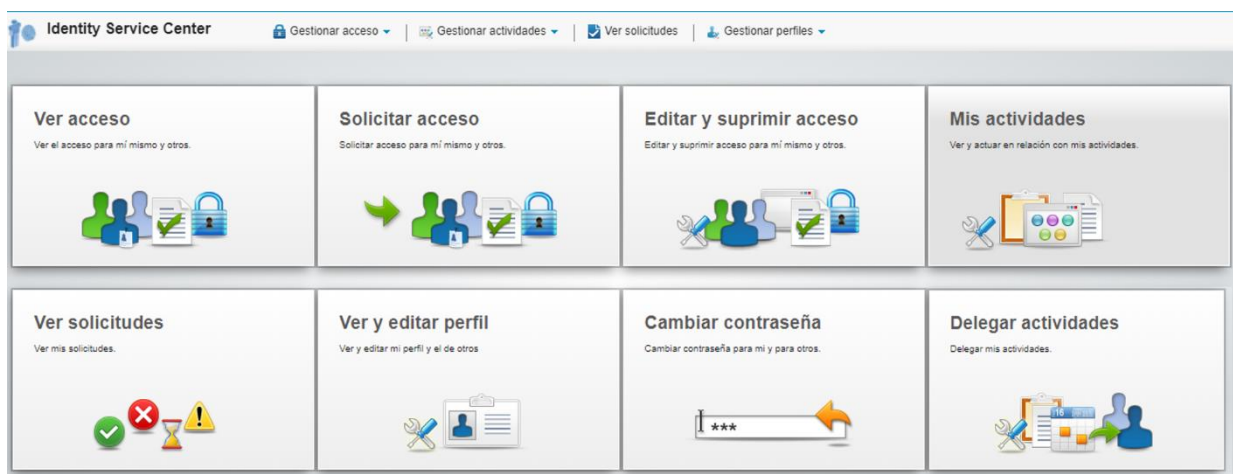 Identity Service Center Gestionar acceso Gestionar actividades Ver solicitudes Gestionar perfiles
Ver acceso
Ver el acceso para mí mismo y otros.
Solicitar acceso
Solicitar acceso para mí mismo y otros.
Editar y suprimir acceso
Editar y suprimir acceso para mí mismo y otros.
Mis actividades
Ver y actuar en relación con mis actividades.
Ver solicitudes
Ver mis solicitudes.
Ver y editar perfil
Ver y editar mi perfil y el de otros
Cambiar contraseña
Cambiar contraseña para mi y para otros.
***
Delegar actividades
Delegar mis actividades.
16